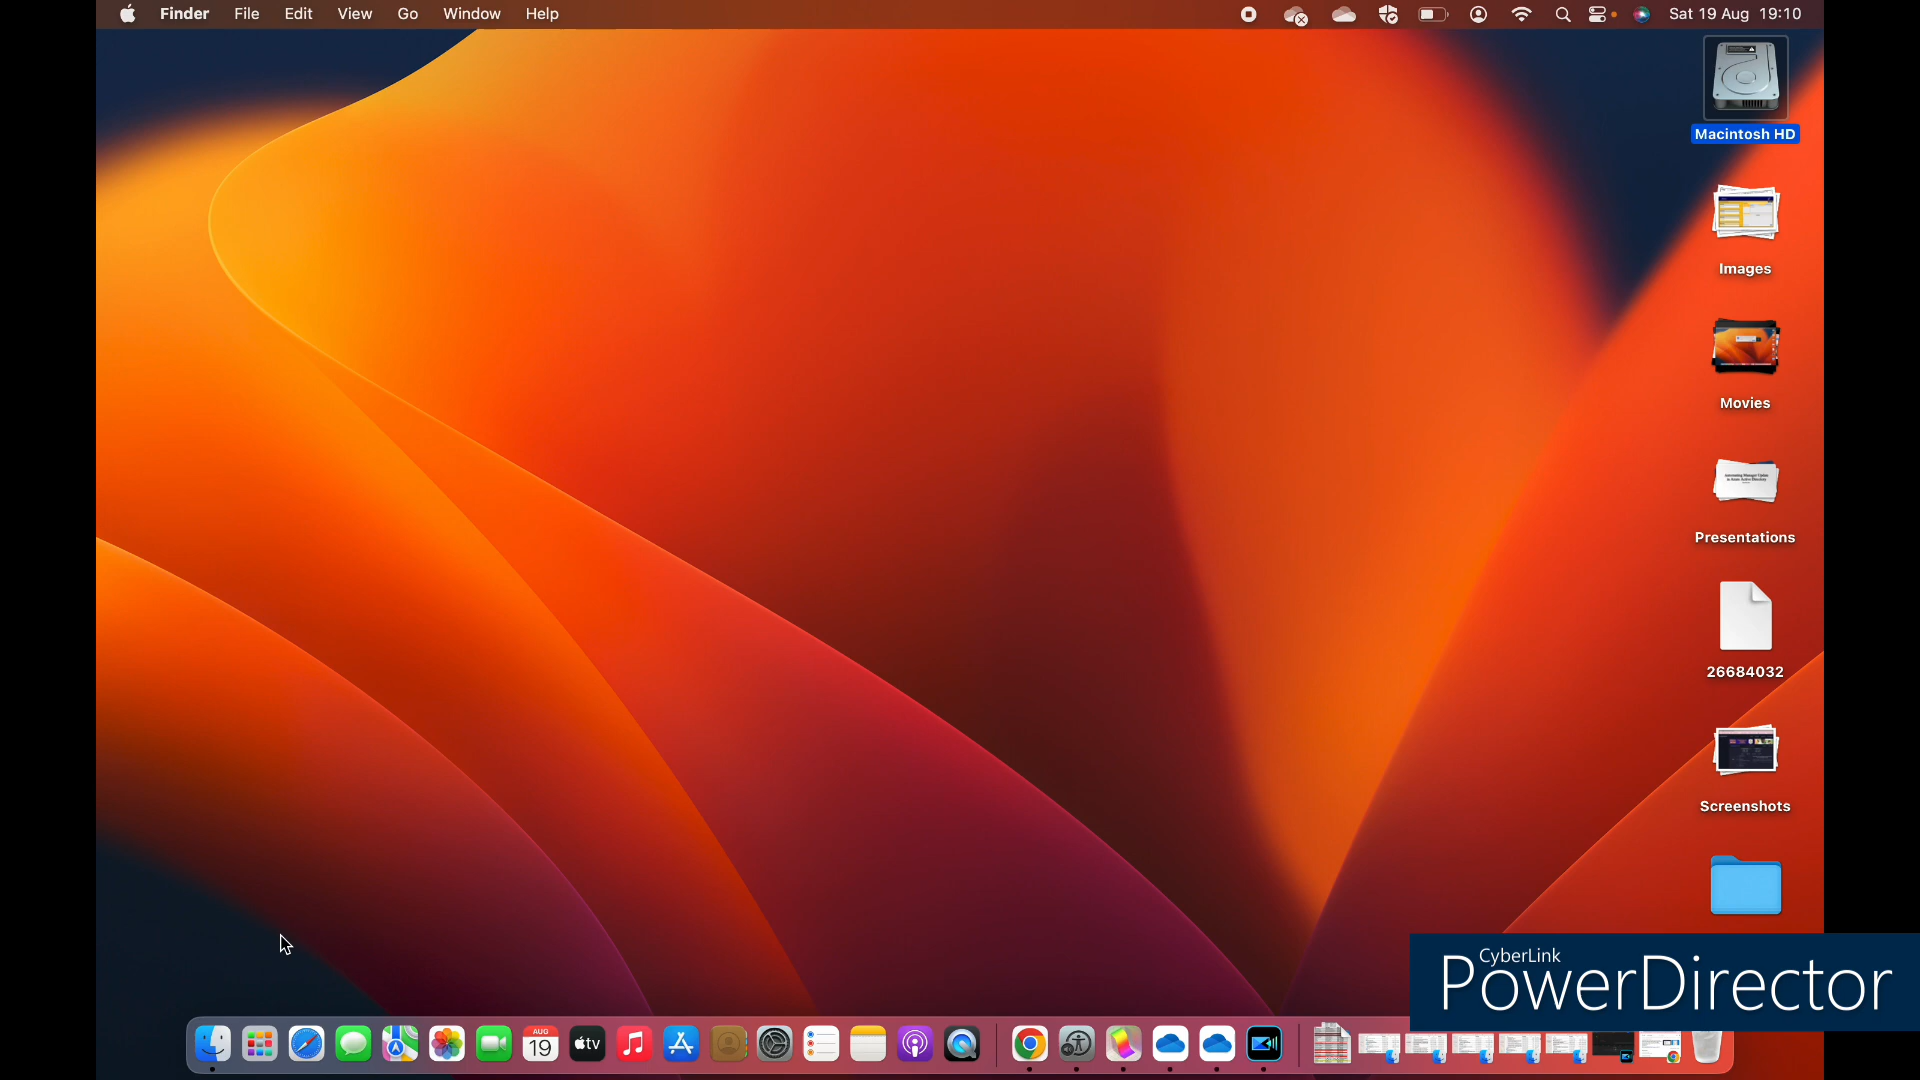 Finder File Edit View Go Window Help
Sat 19 Aug 19:10
Macintosh HD
Images
Movies
Presentations
26684032
Screenshots
CyberLink
PowerDirector
AUG
19
tv